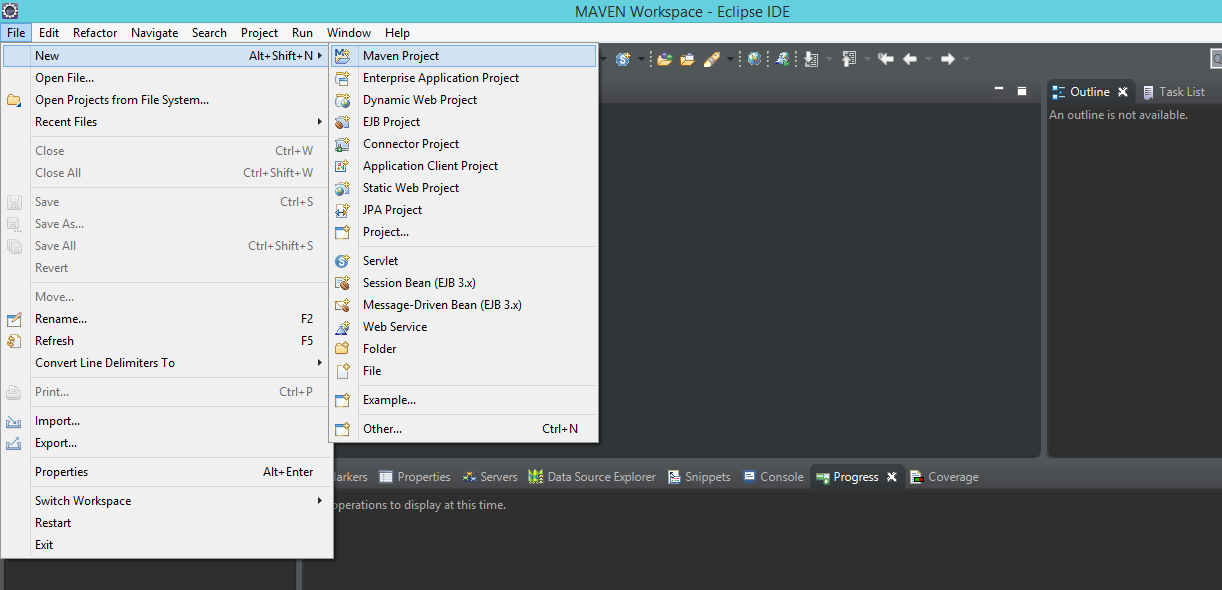 MAVEN Workspace - Eclipse IDE
File Edit Refactor Navigate Search Project Run Window Help
New Alt+Shift+N
Open File...
Open Projects from File System...
Recent Files
Close Ctrl+W
Close All Ctrl+Shift+W
Save Ctrl+S
Save As...
Save All Ctrl+Shift+S
Revert
Move...
Rename... F2
Refresh F5
Convert Line Delimiters To
Print... Ctrl+P
Import...
Export...
Properties Alt+Enter
Switch Workspace
Restart
Exit
Maven Project
Enterprise Application Project
Dynamic Web Project
EJB Project
Connector Project
Application Client Project
Static Web Project
JPA Project
Project...
Servlet
Session Bean (EJB 3.x)
Message-Driven Bean (EJB 3.x)
Web Service
Folder
File
Example...
Other... Ctrl+N
Outline Task List
An outline is not available.
arkers Properties Servers Data Source Explorer Snippets Console Progress Coverage
operations to display at this time.